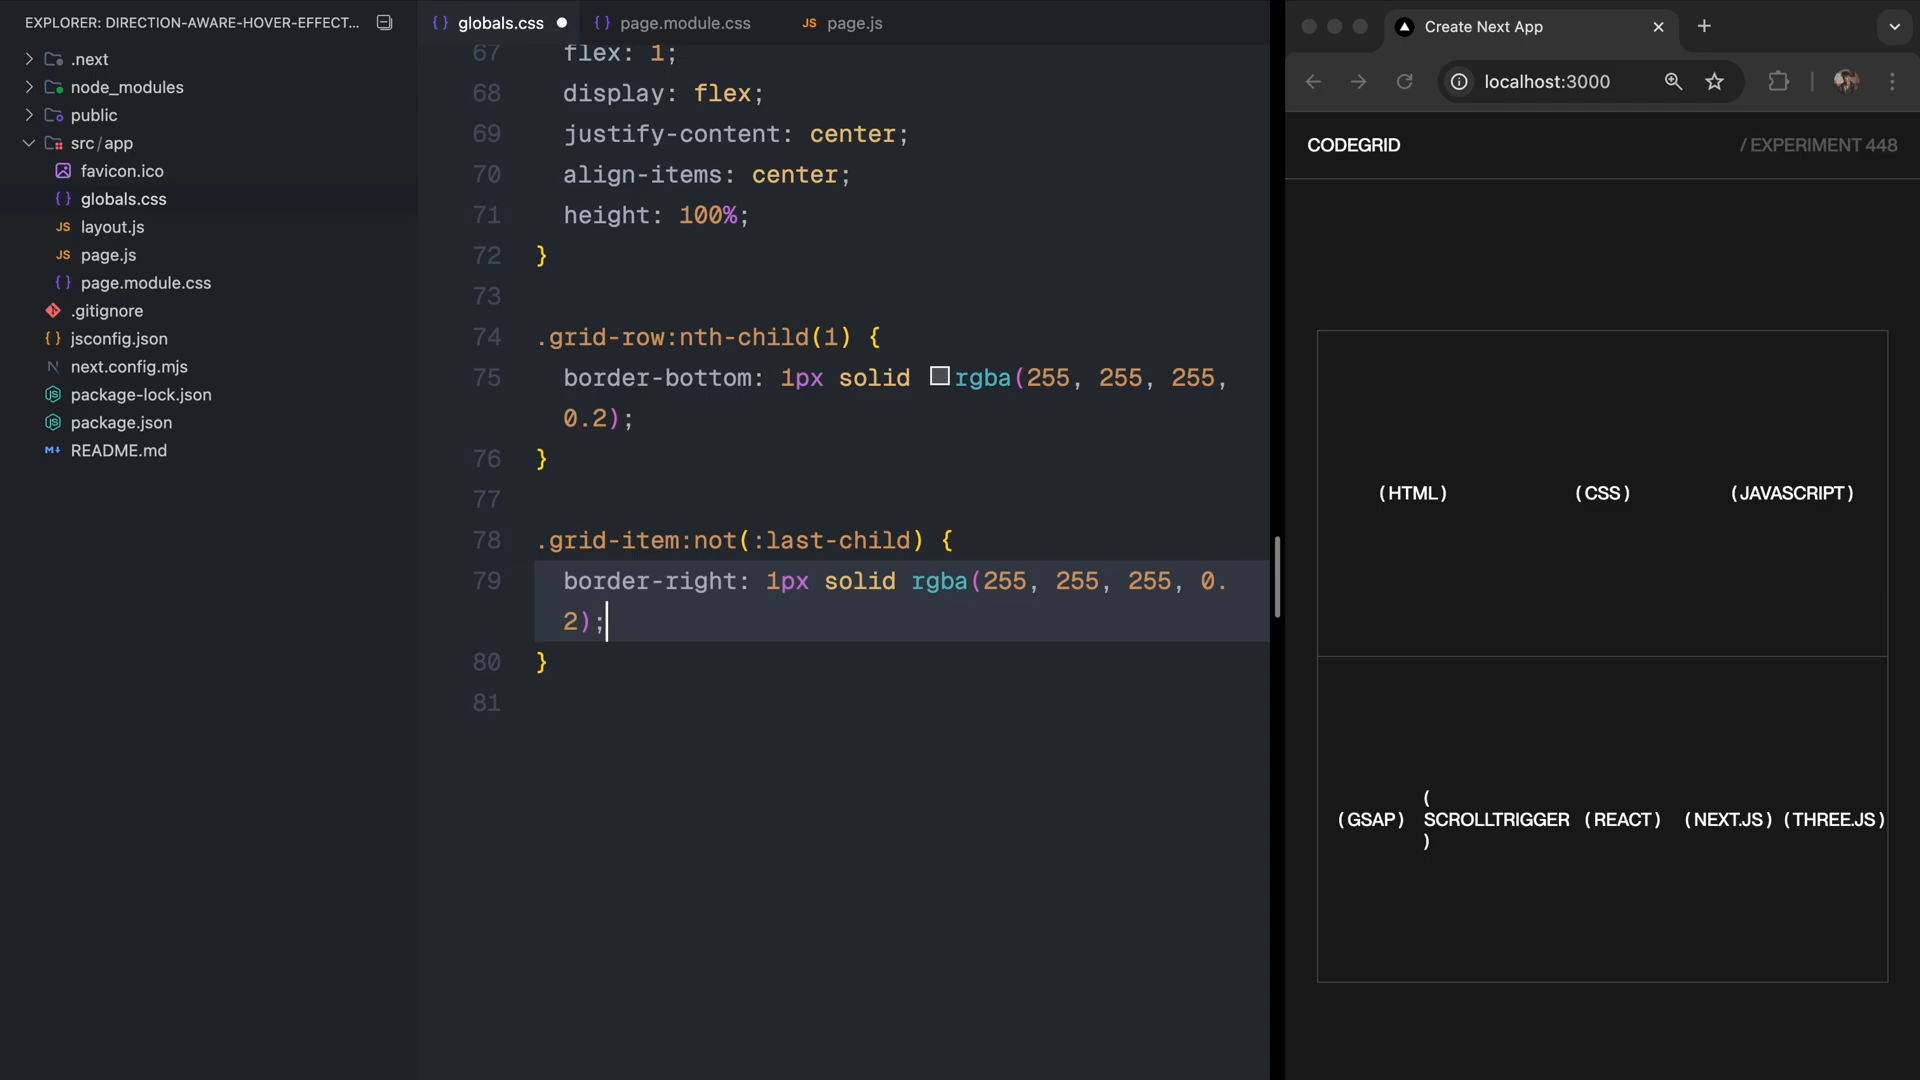 EXPLORER: DIRECTION-AWARE-HOVER-EFFECT...
.next
node_modules
public
src/app
favicon.ico
{} globals.css
JS layout.js
JS page.js
{} page.module.css
.gitignore
{} jsconfig.json
N next.config.mjs
package-lock.json
package.json
M↓ README.md
{} globals.css
{} page.module.css
JS page.js
67 flex: 1;
68 display: flex;
69 justify-content: center;
70 align-items: center;
71 height: 100%;
72 }
73
74 .grid-row:nth-child(1) {
75 border-bottom: 1px solid rgba(255, 255, 255,
0.2);
76 }
77
78 .grid-item:not(:last-child) {
79 border-right: 1px solid rgba(255, 255, 255, 0.
2);
80 }
81
Create Next App
localhost:3000
CODEGRID
/ EXPERIMENT 448
( HTML )
( CSS )
( JAVASCRIPT )
( GSAP )
(
SCROLLTRIGGER
)
( REACT )
( NEXT.JS )
( THREE.JS )